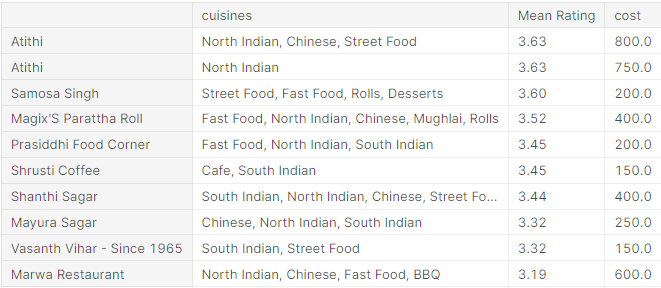 cuisines Mean Rating cost
Atithi North Indian, Chinese, Street Food 3.63 800.0
Atithi North Indian 3.63 750.0
Samosa Singh Street Food, Fast Food, Rolls, Desserts 3.60 200.0
Magix'S Parattha Roll Fast Food, North Indian, Chinese, Mughlai, Rolls 3.52 400.0
Prasiddhi Food Corner Fast Food, North Indian, South Indian 3.45 200.0
Shrusti Coffee Cafe, South Indian 3.45 150.0
Shanthi Sagar South Indian, North Indian, Chinese, Street Fo... 3.44 400.0
Mayura Sagar Chinese, North Indian, South Indian 3.32 250.0
Vasanth Vihar - Since 1965 South Indian, Street Food 3.32 150.0
Marwa Restaurant North Indian, Chinese, Fast Food, BBQ 3.19 600.0